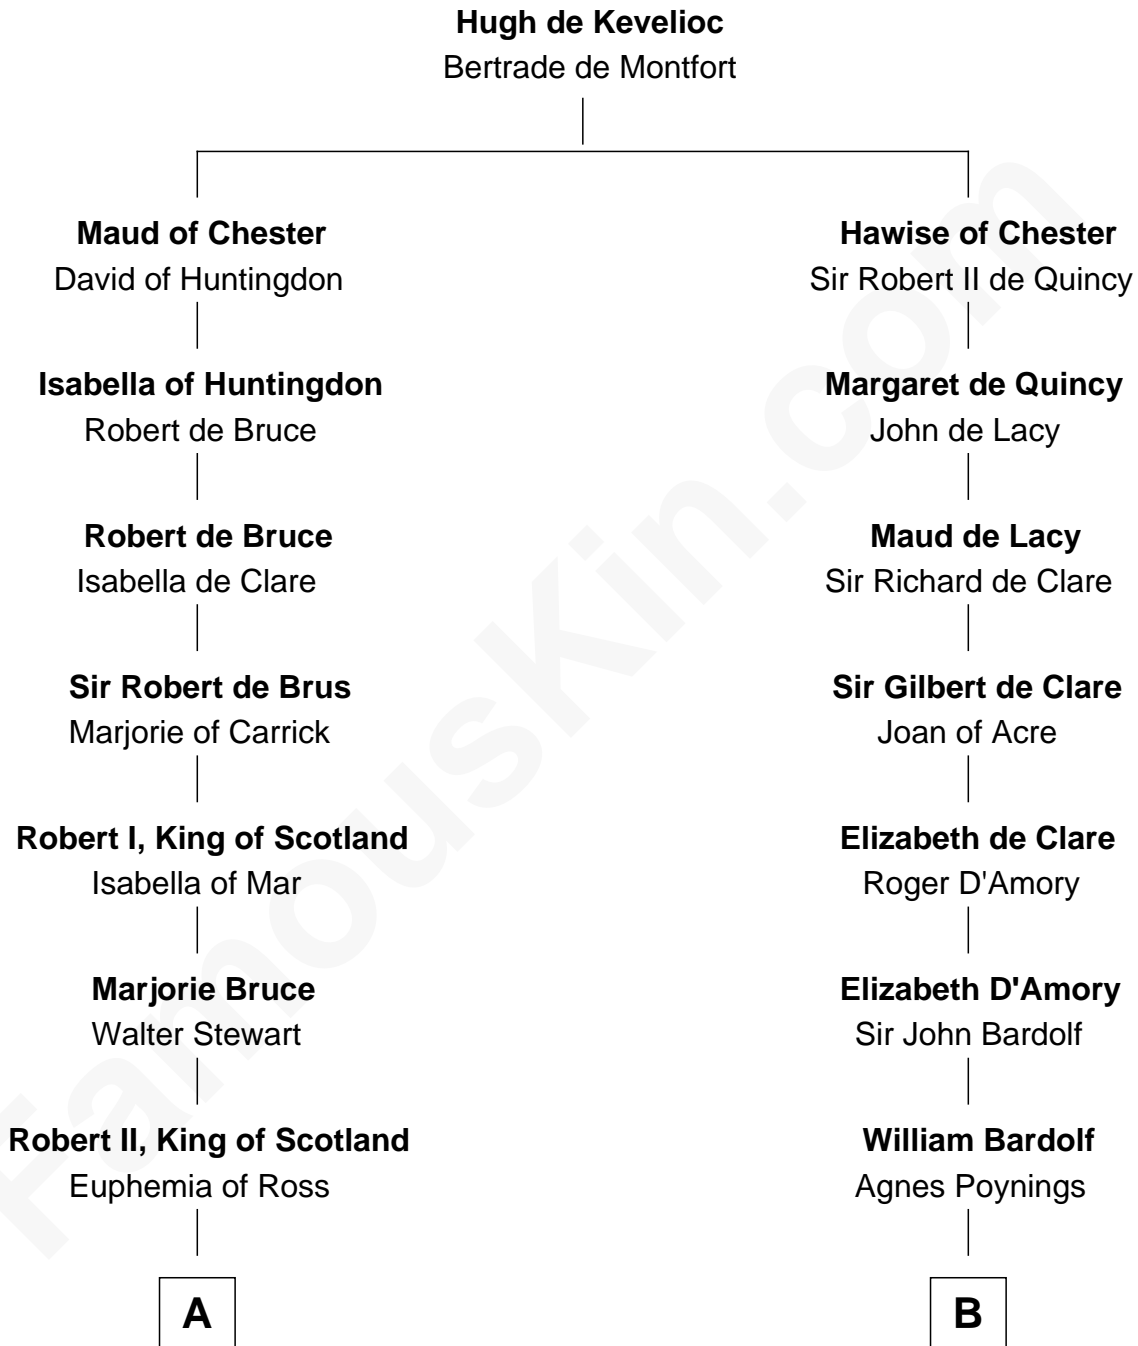 Hugh de Kevelioc
Bertrade de Montfort
Maud of Chester
David of Huntingdon
Hawise of Chester
Sir Robert II de Quincy
Isabella of Huntingdon
Robert de Bruce
Margaret de Quincy
John de Lacy
Robert de Bruce
Isabella de Clare
Maud de Lacy
Sir Richard de Clare
Sir Robert de Brus
Marjorie of Carrick
Sir Gilbert de Clare
Joan of Acre
Robert I, King of Scotland
Isabella of Mar
Elizabeth de Clare
Roger D'Amory
Marjorie Bruce
Walter Stewart
Elizabeth D'Amory
Sir John Bardolf
Robert II, King of Scotland
Euphemia of Ross
William Bardolf
Agnes Poynings
A
B
FamousKin.com